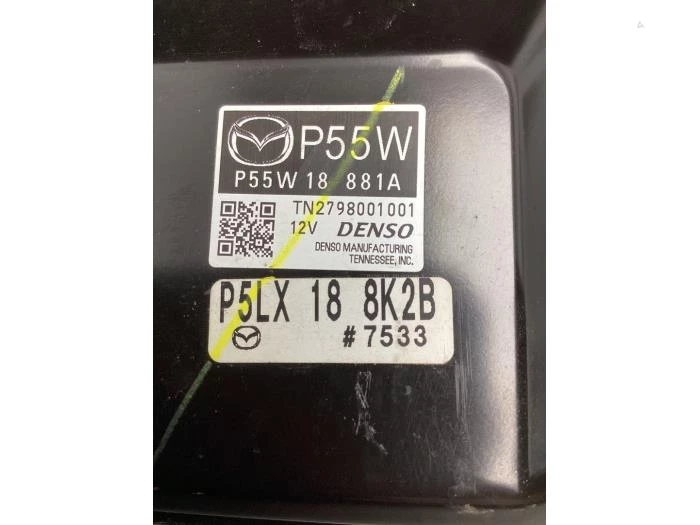 P55W
P55W 18 881A
TN2798001001
12V DENSO
DENSO MANUFACTURING
TENNESSEE, INC.
P5LX 18 8K2B
#7533